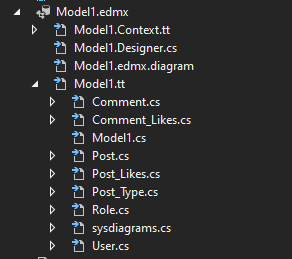 Model1.edmx
Model1.Context.tt
Model1.Designer.cs
Model1.edmx.diagram
Model1.tt
Comment.cs
Comment_Likes.cs
Model1.cs
Post.cs
Post_Likes.cs
Post_Type.cs
Role.cs
sysdiagrams.cs
User.cs